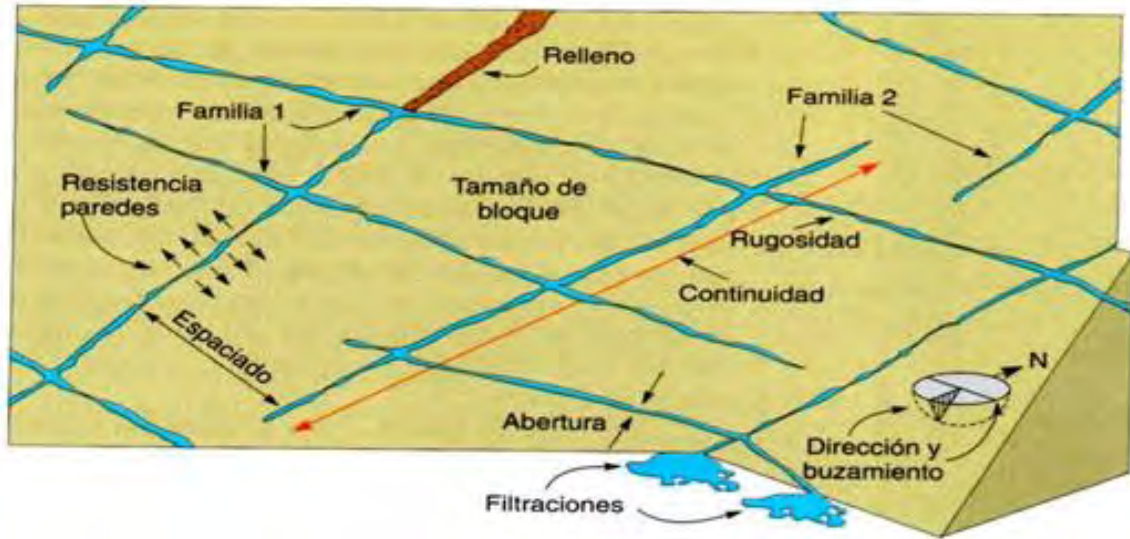 Relleno
Familia 1
Familia 2
Resistencia
paredes
Tamaño de
bloque
Rugosidad
Continuidad
Espaciado
N
Abertura
Dirección y
buzamiento
Filtraciones